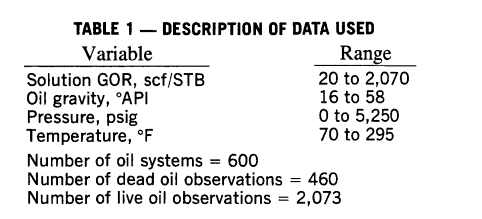 TABLE 1 — DESCRIPTION OF DATA USED
Variable Range
Solution GOR, scf/STB 20 to 2,070
Oil gravity, °API 16 to 58
Pressure, psig 0 to 5,250
Temperature, °F 70 to 295
Number of oil systems = 600
Number of dead oil observations = 460
Number of live oil observations = 2,073